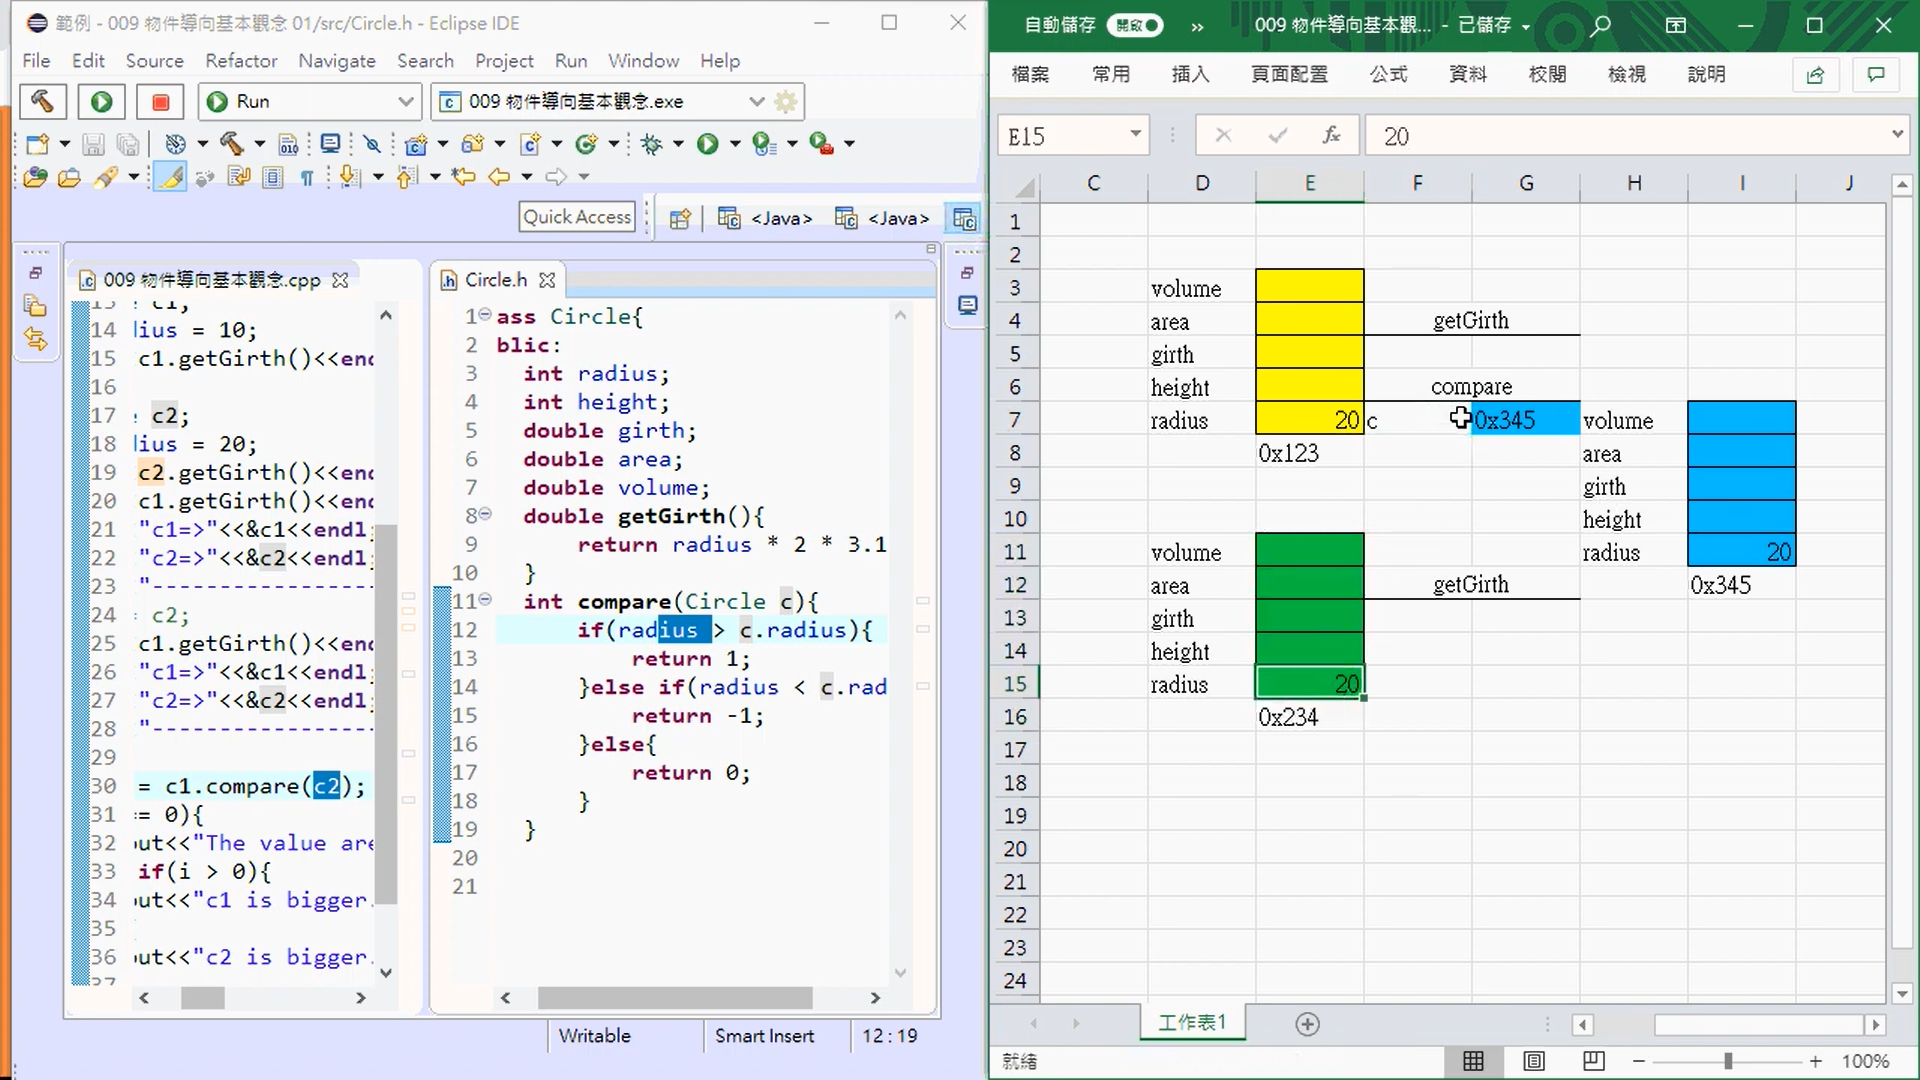 範例 - 009 物件導向基本觀念 01/src/Circle.h - Eclipse IDE
File Edit Source Refactor Navigate Search Project Run Window Help
Run
009 物件導向基本觀念.exe
Quick Access
<Java>
<Java>
009 物件導向基本觀念.cpp
14 lius = 10;
15 c1.getGirth()<<end
16
17 : c2;
18 lius = 20;
19 c2.getGirth()<<end
20 c1.getGirth()<<end
21 "c1=>"<<&c1<<endl;
22 "c2=>"<<&c2<<endl;
23 "----------------
24 = c2;
25 c1.getGirth()<<end
26 "c1=>"<<&c1<<endl;
27 "c2=>"<<&c2<<endl;
28 "----------------
29
30 = c1.compare(c2);
31 = 0){
32 ut<<"The value are
33 if(i > 0){
34 ut<<"c1 is bigger.
35
36 ut<<"c2 is bigger.
Circle.h
1 ass Circle{
2 blic:
3 int radius;
4 int height;
5 double girth;
6 double area;
7 double volume;
8 double getGirth(){
9 return radius * 2 * 3.1
10 }
11 int compare(Circle c){
12 if(radius > c.radius){
13 return 1;
14 }else if(radius < c.rad
15 return -1;
16 }else{
17 return 0;
18 }
19 }
20
21
Writable Smart Insert 12:19
自動儲存 開啟 » 009 物件導向基本觀... - 已儲存
檔案 常用 插入 頁面配置 公式 資料 校閱 檢視 說明
E15 fx 20
C D E F G H I J
1
2
3 volume
4 area getGirth
5 girth
6 height compare
7 radius 20 c 0x345 volume
8 0x123 area
9 girth
10 height
11 volume radius 20
12 area getGirth 0x345
13 girth
14 height
15 radius 20
16 0x234
17
18
19
20
21
22
23
24
工作表1
就緒 100%